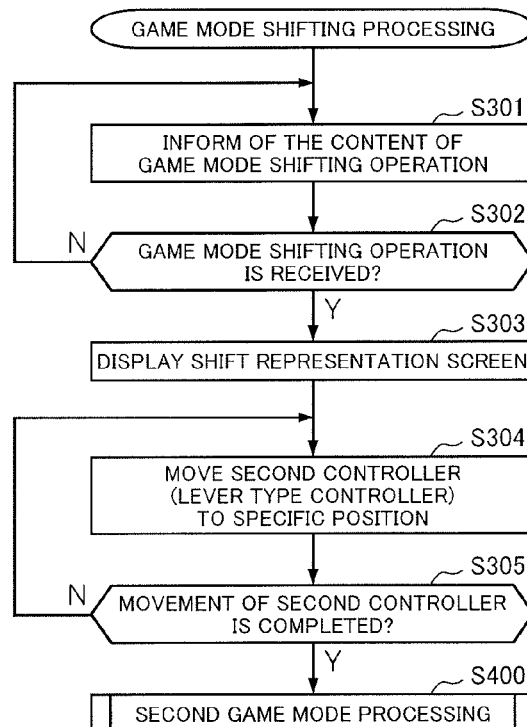 GAME MODE SHIFTING PROCESSING
S301
INFORM OF THE CONTENT OF
GAME MODE SHIFTING OPERATION
S302
GAME MODE SHIFTING OPERATION
IS RECEIVED?
N
Y
S303
DISPLAY SHIFT REPRESENTATION SCREEN
S304
MOVE SECOND CONTROLLER
(LEVER TYPE CONTROLLER)
TO SPECIFIC POSITION
S305
MOVEMENT OF SECOND CONTROLLER
IS COMPLETED?
N
Y
S400
SECOND GAME MODE PROCESSING